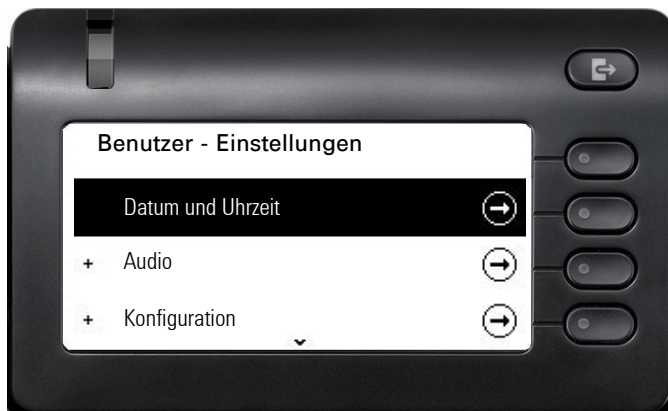 Benutzer - Einstellungen
Datum und Uhrzeit
+ Audio
+ Konfiguration